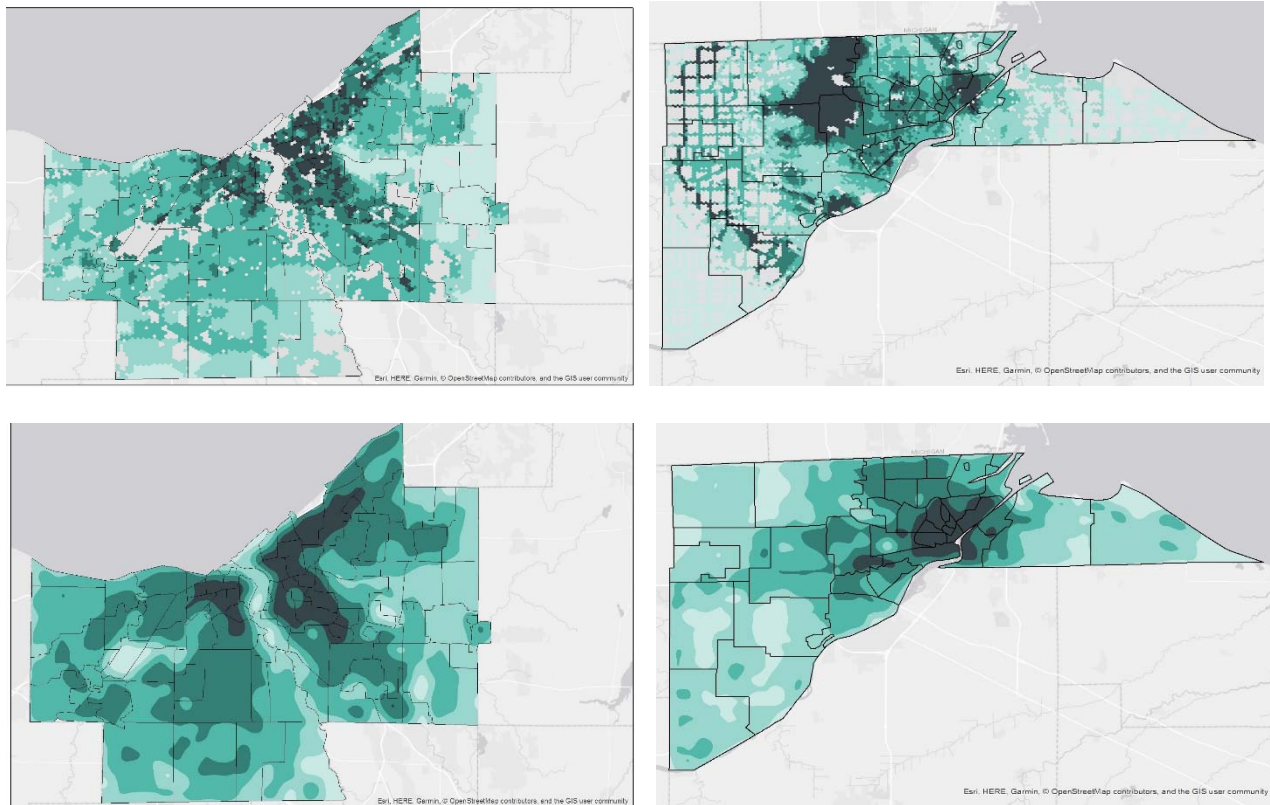 MICHIGAN
Esri, HERE, Garmin, © OpenStreetMap contributors, and the GIS user community
Esri, HERE, Garmin, © OpenStreetMap contributors, and the GIS user community
MICHIGAN
Esri, HERE, Garmin, © OpenStreetMap contributors, and the GIS user community
Esri, HERE, Garmin, © OpenStreetMap contributors, and the GIS user community